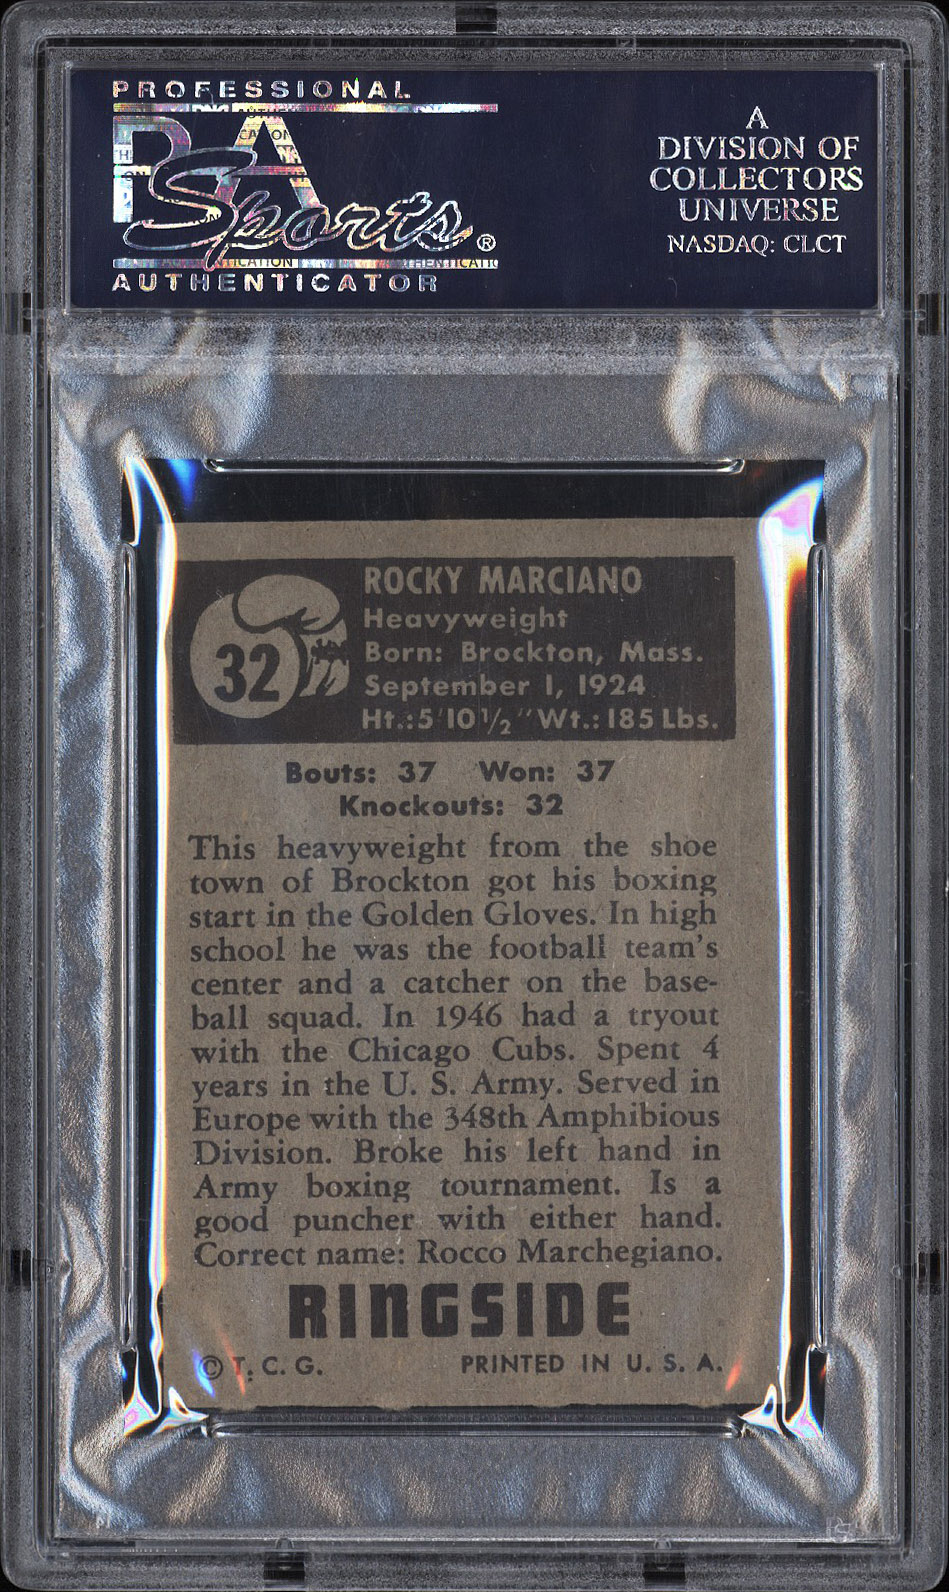 PROFESSIONAL
PSA
Sports®
AUTHENTICATOR
A
DIVISION OF
COLLECTORS
UNIVERSE
NASDAQ: CLCT
32
ROCKY MARCIANO
Heavyweight
Born: Brockton, Mass.
September 1, 1924
Ht.:5'10½" Wt.:185 Lbs.
Bouts: 37 Won: 37
Knockouts: 32
This heavyweight from the shoe
town of Brockton got his boxing
start in the Golden Gloves. In high
school he was the football team's
center and a catcher on the base-
ball squad. In 1946 had a tryout
with the Chicago Cubs. Spent 4
years in the U. S. Army. Served in
Europe with the 348th Amphibious
Division. Broke his left hand in
Army boxing tournament. Is a
good puncher with either hand.
Correct name: Rocco Marchegiano.
RINGSIDE
© T. C. G. PRINTED IN U. S. A.